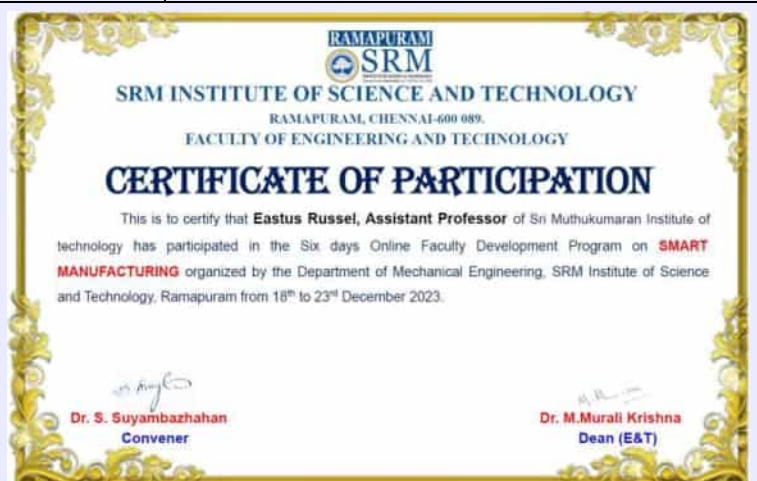 RAMAPURAM
SRM
SRM INSTITUTE OF SCIENCE AND TECHNOLOGY
RAMAPURAM, CHENNAI-600 089.
FACULTY OF ENGINEERING AND TECHNOLOGY
CERTIFICATE OF PARTICIPATION
This is to certify that Eastus Russel, Assistant Professor of Sri Muthukumaran Institute of
technology has participated in the Six days Online Faculty Development Program on SMART
MANUFACTURING organized by the Department of Mechanical Engineering, SRM Institute of Science
and Technology, Ramapuram from 18th to 23rd December 2023.
Dr. S. Suyambazhahan
Convener
Dr. M.Murali Krishna
Dean (E&T)